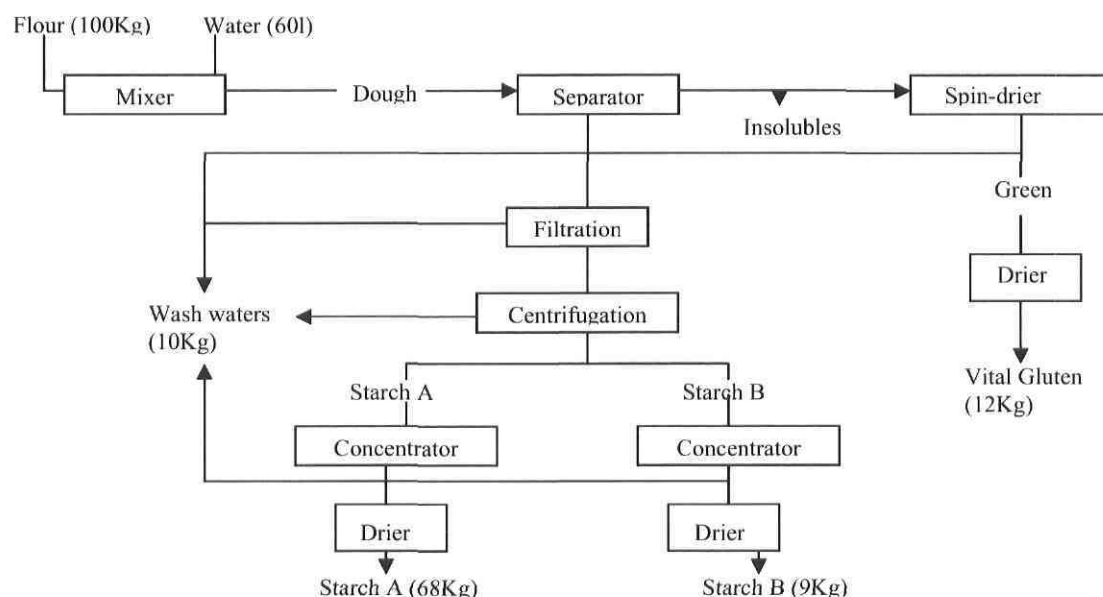 Flour (100Kg)
Water (60l)
Mixer
Dough
Separator
Insolubles
Spin-drier
Green
Filtration
Drier
Wash waters
(10Kg)
Centrifugation
Vital Gluten
(12Kg)
Starch A
Starch B
Concentrator
Concentrator
Drier
Drier
Starch A (68Kg)
Starch B (9Kg)